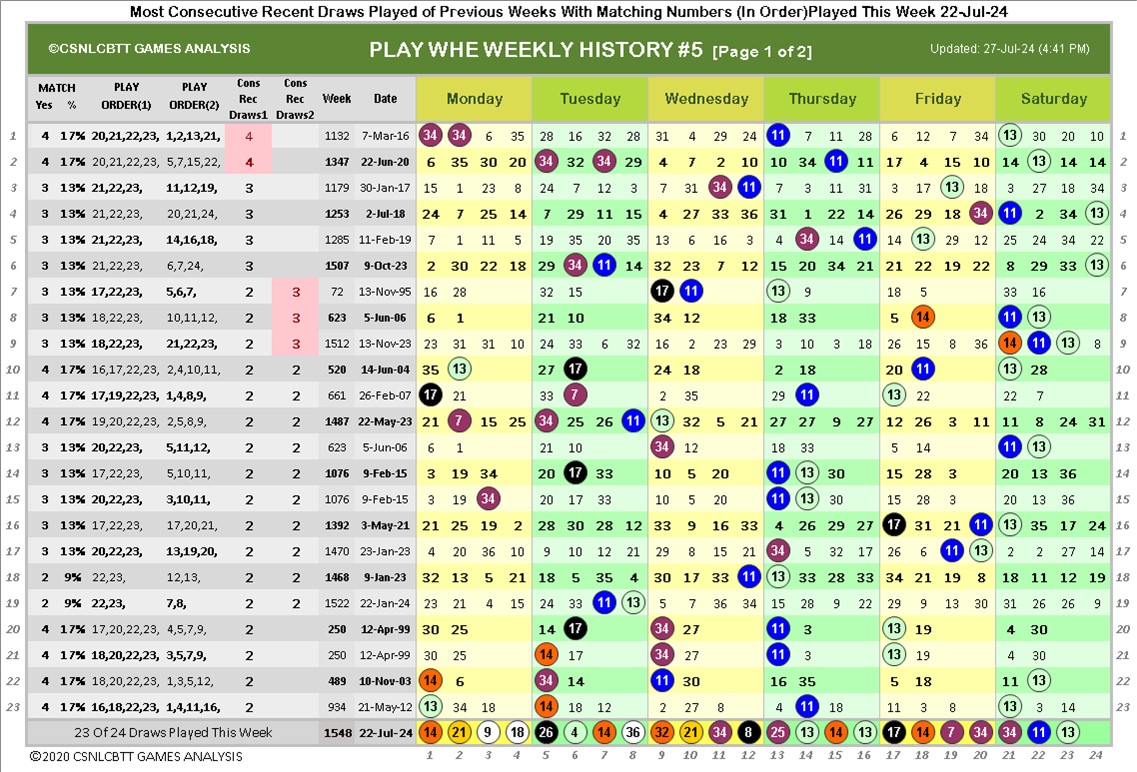 Most Consecutive Recent Draws Played of Previous Weeks With Matching Numbers (In Order)Played This Week 22-Jul-24
©CSNLCBTT GAMES ANALYSIS PLAY WHE WEEKLY HISTORY #5 [Page 1 of 2] Updated: 27-Jul-24 (4:41 PM)
MATCH Yes % PLAY ORDER(1) PLAY ORDER(2) Cons Rec Draws1 Cons Rec Draws2 Week Date Monday Tuesday Wednesday Thursday Friday Saturday
1 4 17% 20,21,22,23, 1,2,13,21, 4 1132 7-Mar-16 34 34 6 35 28 16 32 28 31 4 29 24 11 7 11 28 6 12 7 34 13 30 20 10 1
2 4 17% 20,21,22,23, 5,7,15,22, 4 1347 22-Jun-20 6 35 30 20 34 32 34 29 4 7 2 10 10 34 11 11 17 4 15 10 14 13 14 14 2
3 3 13% 21,22,23, 11,12,19, 3 1179 30-Jan-17 15 1 23 8 24 7 12 3 7 31 34 11 7 3 11 31 3 19 13 18 3 27 18 34 3
4 3 13% 21,22,23, 20,21,24, 3 1253 2-Jul-18 24 7 25 14 7 29 11 15 4 27 33 36 31 1 22 14 26 29 18 34 11 2 34 13 4
5 3 13% 21,22,23, 14,16,18, 3 1285 11-Feb-19 7 1 11 5 19 35 20 35 13 6 16 3 4 34 14 11 14 13 29 12 25 24 34 22 5
6 3 13% 21,22,23, 6,7,24, 3 1507 9-Oct-23 2 30 22 18 29 34 11 14 32 23 7 12 15 20 34 21 21 22 19 22 8 29 33 13 6
7 3 13% 17,22,23, 5,6,7, 2 3 72 13-Nov-95 16 28 32 15 17 11 13 9 18 5 33 16 7
8 3 13% 18,22,23, 10,11,12, 2 3 623 5-Jun-06 6 1 21 10 34 12 18 33 5 14 11 13 8
9 3 13% 18,22,23, 21,22,23, 2 3 1512 13-Nov-23 23 31 31 10 24 33 6 32 16 2 23 29 3 10 3 18 26 15 8 36 14 11 13 8 9
10 4 17% 16,17,22,23, 2,4,10,11, 2 2 520 14-Jun-04 35 13 27 17 24 18 2 18 20 11 13 28 10
11 4 17% 17,19,22,23, 1,4,8,9, 2 2 661 26-Feb-07 17 21 33 7 2 35 29 11 13 21 22 7 11
12 4 17% 19,20,22,23, 2,5,8,9, 2 2 1487 22-May-23 21 7 15 25 34 25 26 11 13 32 5 21 27 27 9 27 12 26 3 11 11 8 24 31 12
13 3 13% 20,22,23, 5,11,12, 2 2 623 5-Jun-06 6 1 21 10 34 12 18 33 5 14 11 13 13
14 3 13% 17,22,23, 5,10,11, 2 2 1076 9-Feb-15 3 19 34 20 17 33 10 5 20 11 13 30 15 28 3 20 13 36 14
15 3 13% 20,22,23, 3,10,11, 2 2 1076 9-Feb-15 3 19 34 20 17 33 10 5 20 11 13 30 15 28 3 20 13 36 15
16 3 13% 17,22,23, 17,20,21, 2 2 1392 3-May-21 21 25 19 2 28 30 28 12 33 9 16 33 4 26 29 27 17 31 21 11 13 35 17 24 16
17 3 13% 20,22,23, 13,19,20, 2 2 1470 23-Jan-23 4 20 36 10 9 10 12 21 29 8 15 21 34 5 32 17 26 6 11 13 2 2 27 14 17
18 2 9% 22,23, 12,13, 2 2 1468 9-Jan-23 32 13 5 21 18 5 35 4 30 17 33 11 13 33 28 33 34 21 19 8 18 11 12 19 18
19 2 9% 22,23, 7,8, 2 2 1522 22-Jan-24 23 21 4 15 24 33 11 13 5 7 36 34 15 28 9 22 29 9 13 30 31 26 26 9 19
20 4 17% 17,20,22,23, 4,5,7,9, 2 250 12-Apr-99 30 25 14 17 34 27 11 3 13 19 4 30 20
21 4 17% 18,20,22,23, 3,5,7,9, 2 250 12-Apr-99 30 25 14 17 34 27 11 3 13 19 4 30 21
22 4 17% 18,20,22,23, 1,3,5,12, 2 489 10-Nov-03 14 6 34 14 11 30 16 35 5 18 11 13 22
23 4 17% 16,18,22,23, 1,4,11,16, 2 934 21-May-12 13 34 18 14 18 12 2 27 8 4 11 18 11 3 18 13 3 14 23
23 Of 24 Draws Played This Week 1548 22-Jul-24 14 21 9 18 26 4 14 36 32 21 34 8 25 13 14 13 17 14 7 34 34 11 23
©2020 CSNLCBTT GAMES ANALYSIS 1 2 3 4 5 6 7 8 9 10 11 12 13 14 15 16 17 18 19 20 21 22 23 24